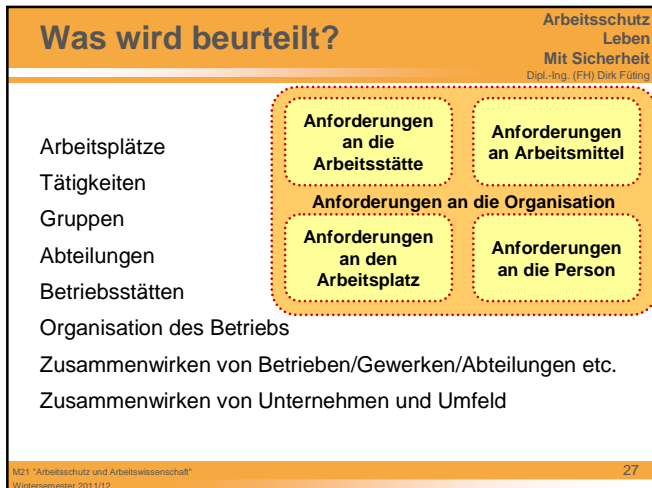 Was wird beurteilt?
Arbeitsschutz
Leben
Mit Sicherheit
Dipl.-Ing. (FH) Dirk Füting
Arbeitsplätze
Tätigkeiten
Gruppen
Abteilungen
Betriebsstätten
Organisation des Betriebs
Zusammenwirken von Betrieben/Gewerken/Abteilungen etc.
Zusammenwirken von Unternehmen und Umfeld
Anforderungen
an die
Arbeitsstätte
Anforderungen
an Arbeitsmittel
Anforderungen an die Organisation
Anforderungen
an den
Arbeitsplatz
Anforderungen
an die Person
M21 "Arbeitsschutz und Arbeitswissenschaft"
Wintersemester 2011/12
27